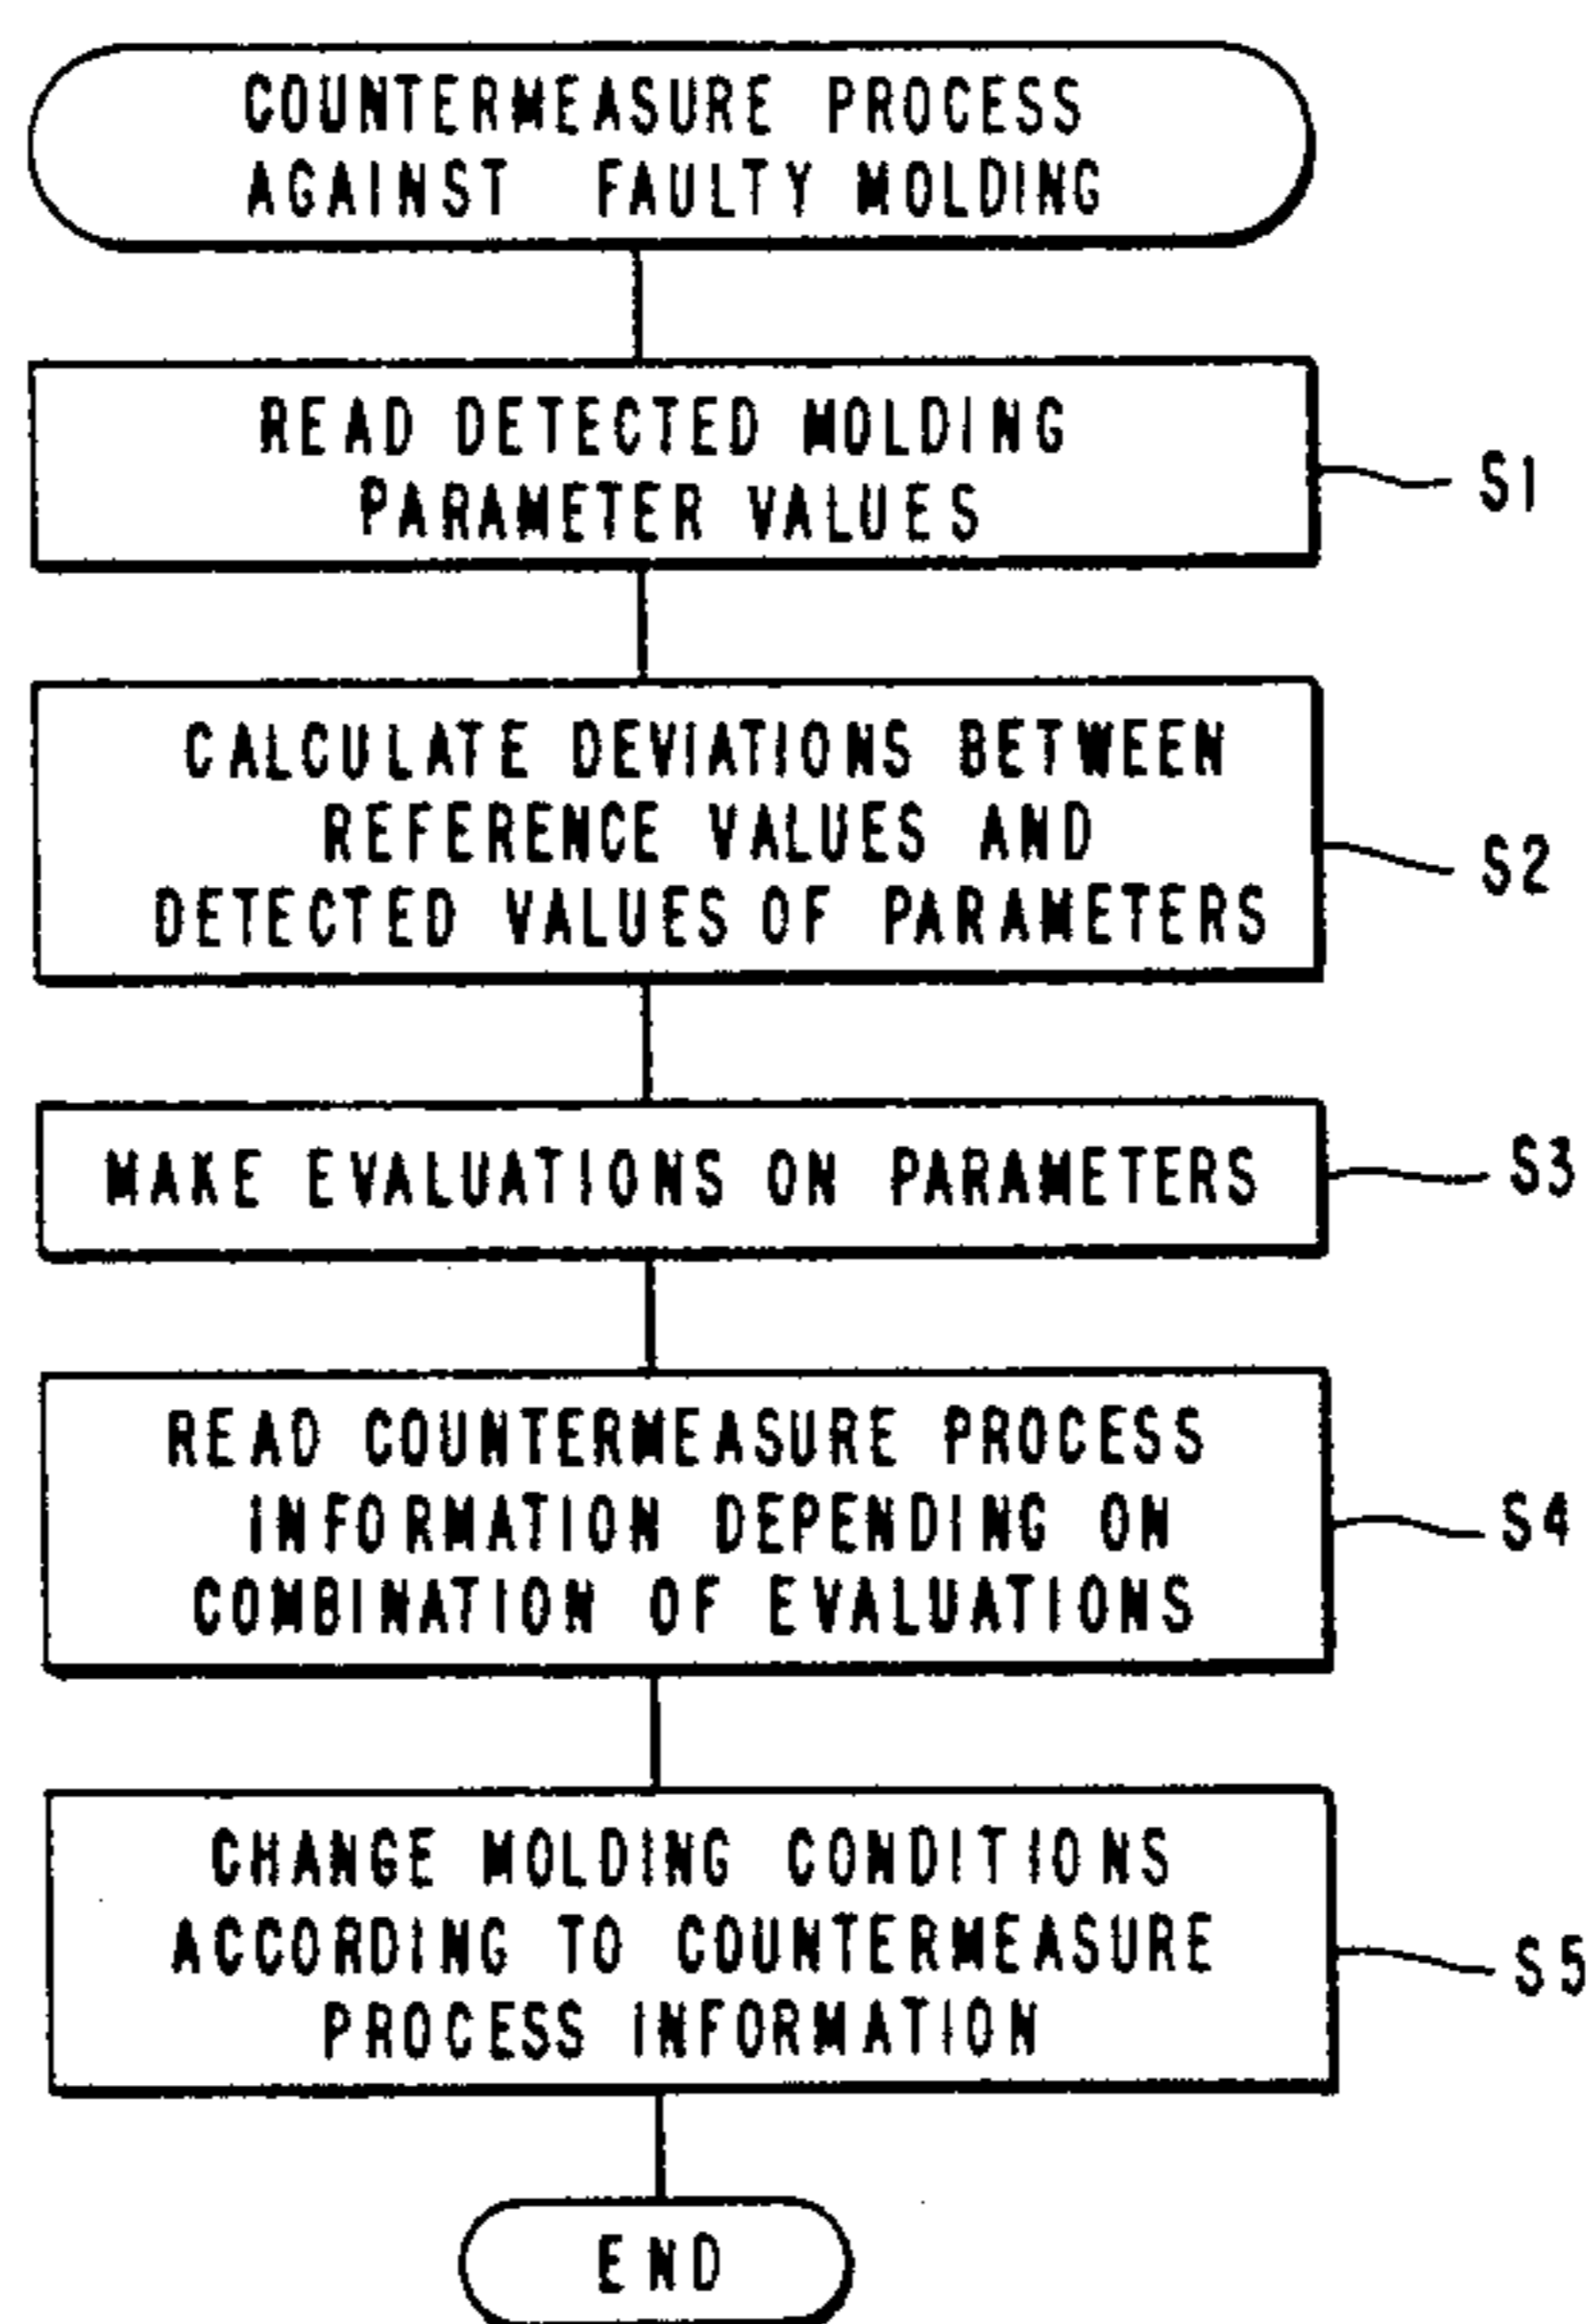 COUNTERMEASURE PROCESS
AGAINST FAULTY MOLDING
READ DETECTED MOLDING
PARAMETER VALUES
S1
CALCULATE DEVIATIONS BETWEEN
REFERENCE VALUES AND
DETECTED VALUES OF PARAMETERS
S2
MAKE EVALUATIONS ON PARAMETERS
S3
READ COUNTERMEASURE PROCESS
INFORMATION DEPENDING ON
COMBINATION OF EVALUATIONS
S4
CHANGE MOLDING CONDITIONS
ACCORDING TO COUNTERMEASURE
PROCESS INFORMATION
S5
END